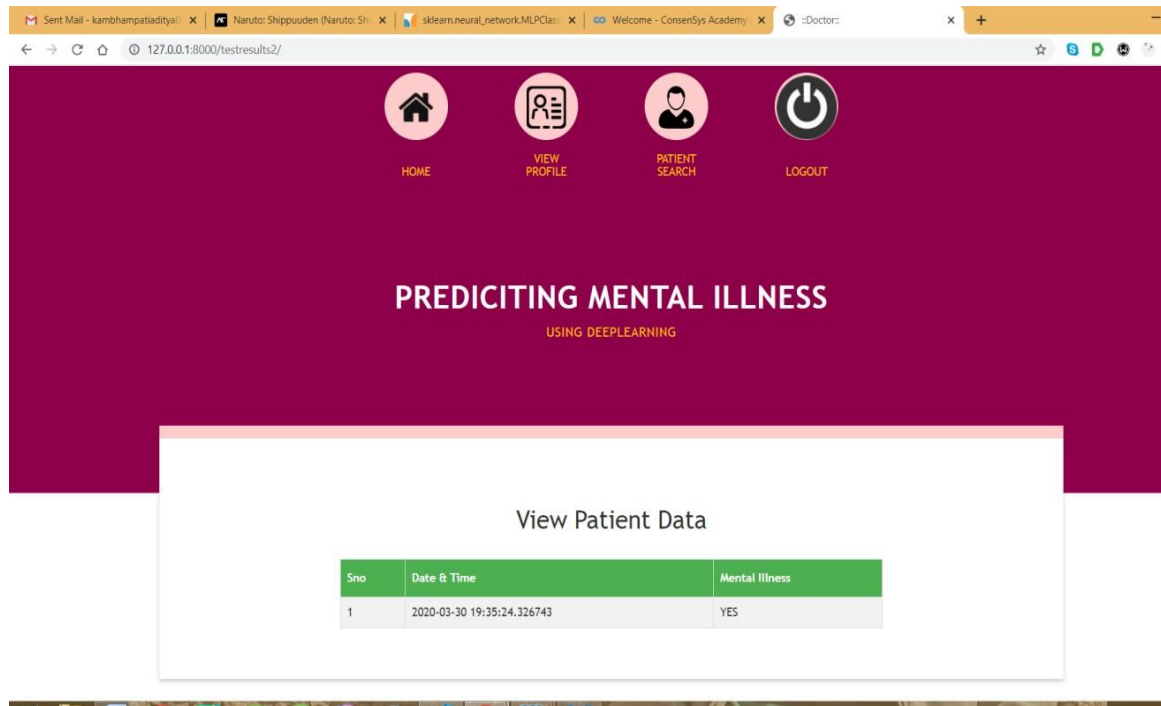 Sent Mail - kambhampatiaditya
Naruto: Shippuuden (Naruto: Shi
sklearn.neural_network.MLPClass
Welcome - ConsenSys Academy
::Doctor::
127.0.0.1:8000/testresults2/
HOME
VIEW
PROFILE
PATIENT
SEARCH
LOGOUT
PREDICITING MENTAL ILLNESS
USING DEEPLEARNING
View Patient Data
Sno Date & Time Mental Illness
1 2020-03-30 19:35:24.326743 YES